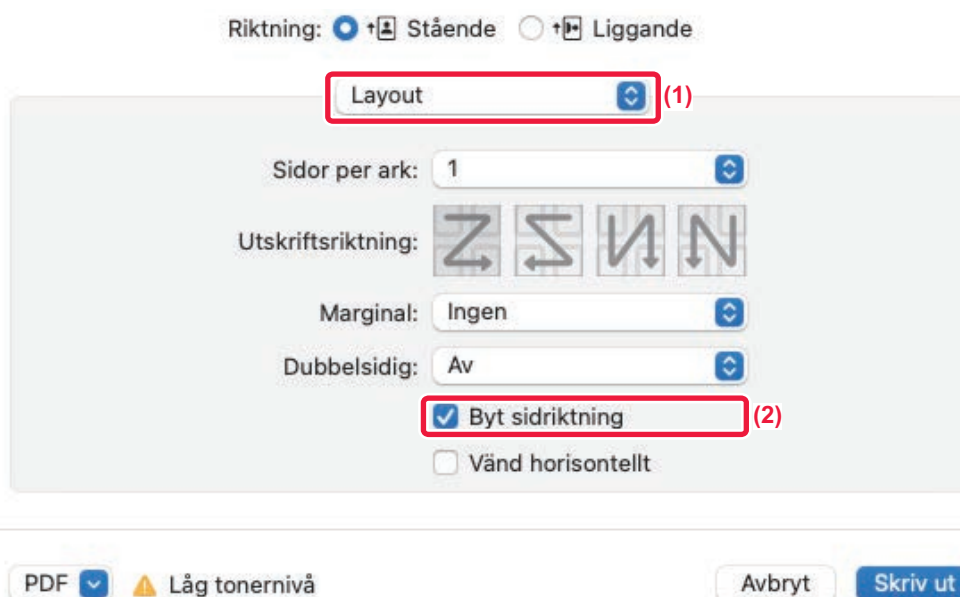 Riktning: Stående Liggande
Layout (1)
Sidor per ark: 1
Utskriftsriktning:
Marginal: Ingen
Dubbelsidig: Av
Byt sidriktning (2)
Vänd horisontellt
PDF Låg tonernivå Avbryt Skriv ut